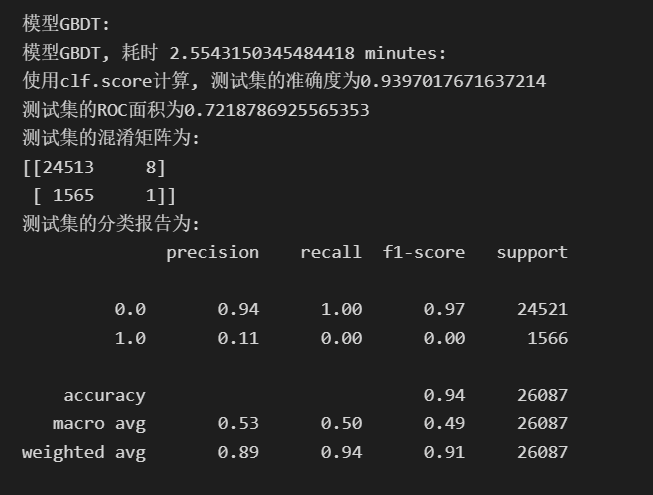 模型GBDT:
模型GBDT, 耗时 2.5543150345484418 minutes:
使用clf.score计算, 测试集的准确度为0.9397017671637214
测试集的ROC面积为0.7218786925565353
测试集的混淆矩阵为:
[[24513     8]
 [ 1565     1]]
测试集的分类报告为:
              precision    recall  f1-score   support
         0.0       0.94      1.00      0.97     24521
         1.0       0.11      0.00      0.00      1566
    accuracy                           0.94     26087
   macro avg       0.53      0.50      0.49     26087
weighted avg       0.89      0.94      0.91     26087